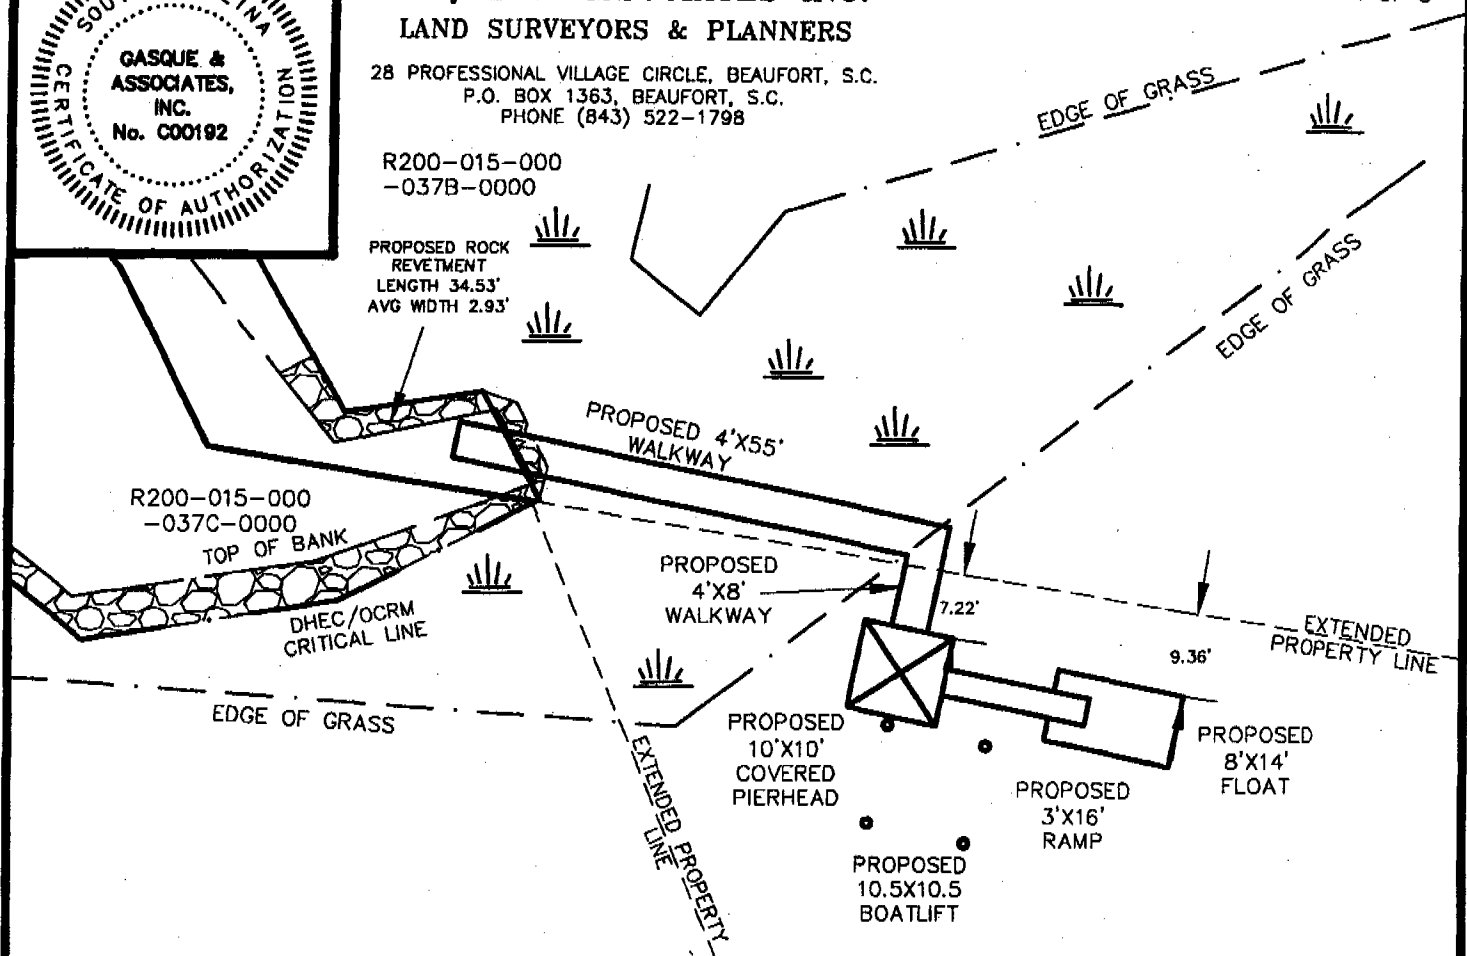 GASQUE &
ASSOCIATES,
INC.
No. C00192
CERTIFICATE OF AUTHORIZATION
LAND SURVEYORS & PLANNERS
28 PROFESSIONAL VILLAGE CIRCLE, BEAUFORT, S.C.
P.O. BOX 1363, BEAUFORT, S.C.
PHONE (843) 522-1798
R200-015-000
-037B-0000
EDGE OF GRASS
PROPOSED ROCK
REVETMENT
LENGTH 34.53'
AVG WIDTH 2.93'
EDGE OF GRASS
PROPOSED 4'X55'
WALKWAY
R200-015-000
-037C-0000
TOP OF BANK
DHEC/OCRM
CRITICAL LINE
PROPOSED
4'X8'
WALKWAY
7.22'
9.36'
EXTENDED
PROPERTY LINE
EDGE OF GRASS
EXTENDED PROPERTY
LINE
PROPOSED
10'X10'
COVERED
PIERHEAD
PROPOSED
8'X14'
FLOAT
PROPOSED
3'X16'
RAMP
PROPOSED
10.5X10.5
BOATLIFT